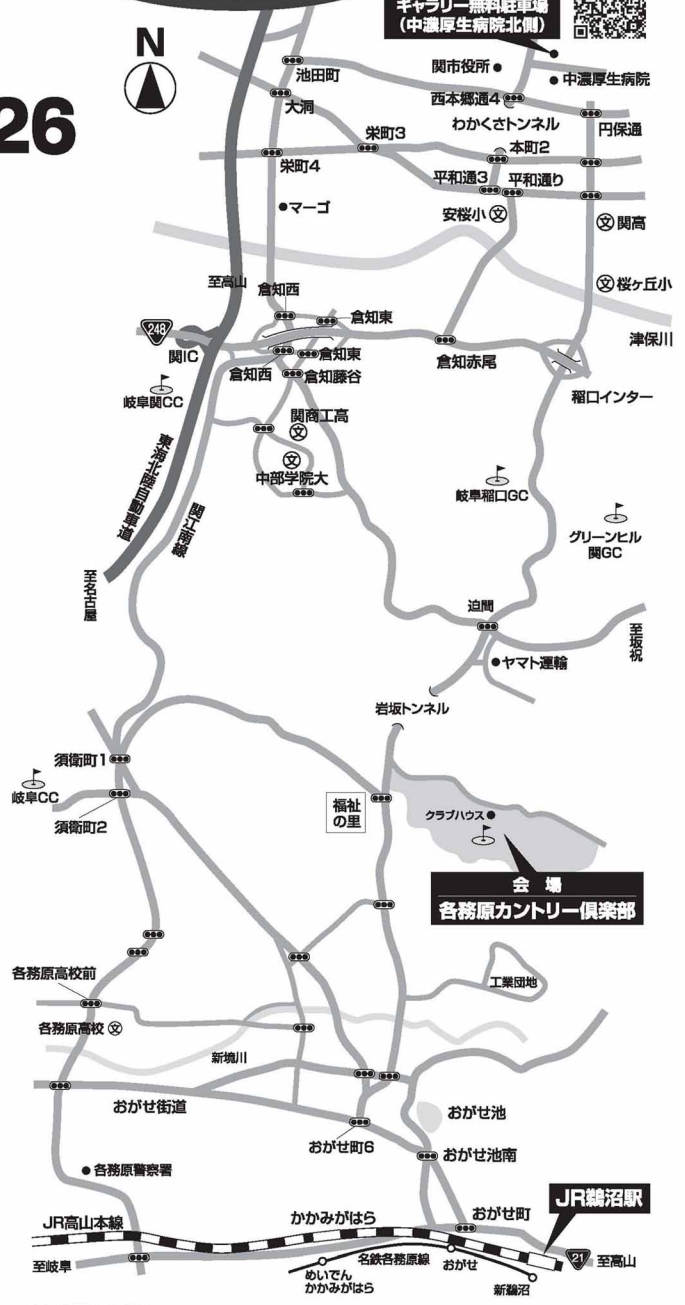 ギャラリー無料駐車場
(中濃厚生病院北側)
26
N
池田町
関市役所
中濃厚生病院
大洞
西本郷通4
わかくさトンネル
円保通
栄町3
本町2
栄町4
平和通3
平和通り
マーゴ
安桜小
文
文
関高
至高山
倉知西
文
桜ヶ丘小
倉知東
248
津保川
関IC
倉知東
倉知赤尾
倉知西
倉知藤谷
稲口インター
岐阜関CC
関商工高
文
文
中部学院大
東海北陸自動車道
関江南線
岐阜稲口GC
グリーンヒル
関GC
至名古屋
迫間
至坂祝
ヤマト運輸
岩坂トンネル
須衛町1
岐阜CC
須衛町2
福祉
の里
クラブハウス
会 場
各務原カントリー倶楽部
各務原高校前
工業団地
各務原高校
文
新境川
おがせ街道
おがせ池
おがせ町6
おがせ池南
各務原警察署
JR鵜沼駅
おがせ町
JR高山本線
かかみがはら
至岐阜
名鉄各務原線
おがせ
21
至高山
めいでん
かかみがはら
新鵜沼